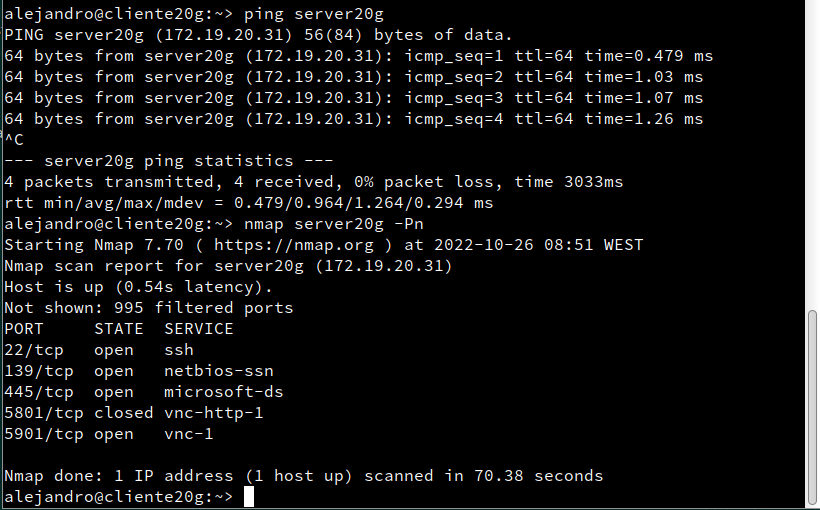 alejandro@cliente20g:~> ping server20g
PING server20g (172.19.20.31) 56(84) bytes of data.
64 bytes from server20g (172.19.20.31): icmp_seq=1 ttl=64 time=0.479 ms
64 bytes from server20g (172.19.20.31): icmp_seq=2 ttl=64 time=1.03 ms
64 bytes from server20g (172.19.20.31): icmp_seq=3 ttl=64 time=1.07 ms
64 bytes from server20g (172.19.20.31): icmp_seq=4 ttl=64 time=1.26 ms
^C
--- server20g ping statistics ---
4 packets transmitted, 4 received, 0% packet loss, time 3033ms
rtt min/avg/max/mdev = 0.479/0.964/1.264/0.294 ms
alejandro@cliente20g:~> nmap server20g -Pn
Starting Nmap 7.70 ( https://nmap.org ) at 2022-10-26 08:51 WEST
Nmap scan report for server20g (172.19.20.31)
Host is up (0.54s latency).
Not shown: 995 filtered ports
PORT     STATE  SERVICE
22/tcp   open   ssh
139/tcp  open   netbios-ssn
445/tcp  open   microsoft-ds
5801/tcp closed vnc-http-1
5901/tcp open   vnc-1

Nmap done: 1 IP address (1 host up) scanned in 70.38 seconds
alejandro@cliente20g:~>